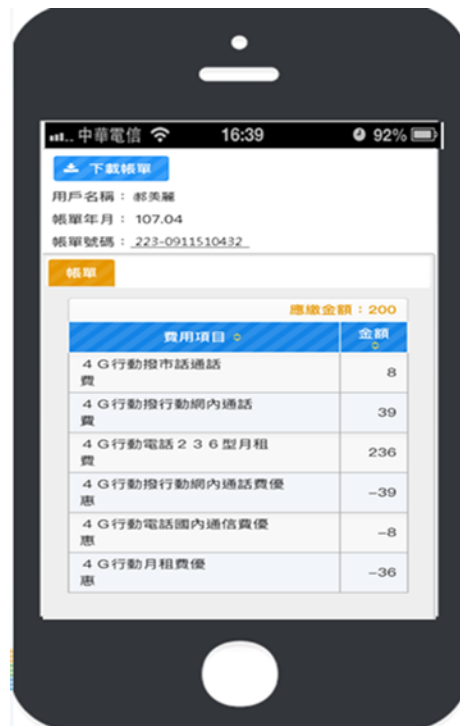 中華電信 16:39 92%
下載帳單
用戶名稱：郝美麗
帳單年月：107.04
帳單號碼：223-0911510432
帳單
應繳金額：200
費用項目 金額
４Ｇ行動撥市話通話
費 8
４Ｇ行動撥行動網內通話
費 39
４Ｇ行動電話２３６型月租
費 236
４Ｇ行動撥行動網內通話費優
惠 -39
４Ｇ行動電話國內通信費優
惠 -8
４Ｇ行動月租費優
惠 -36